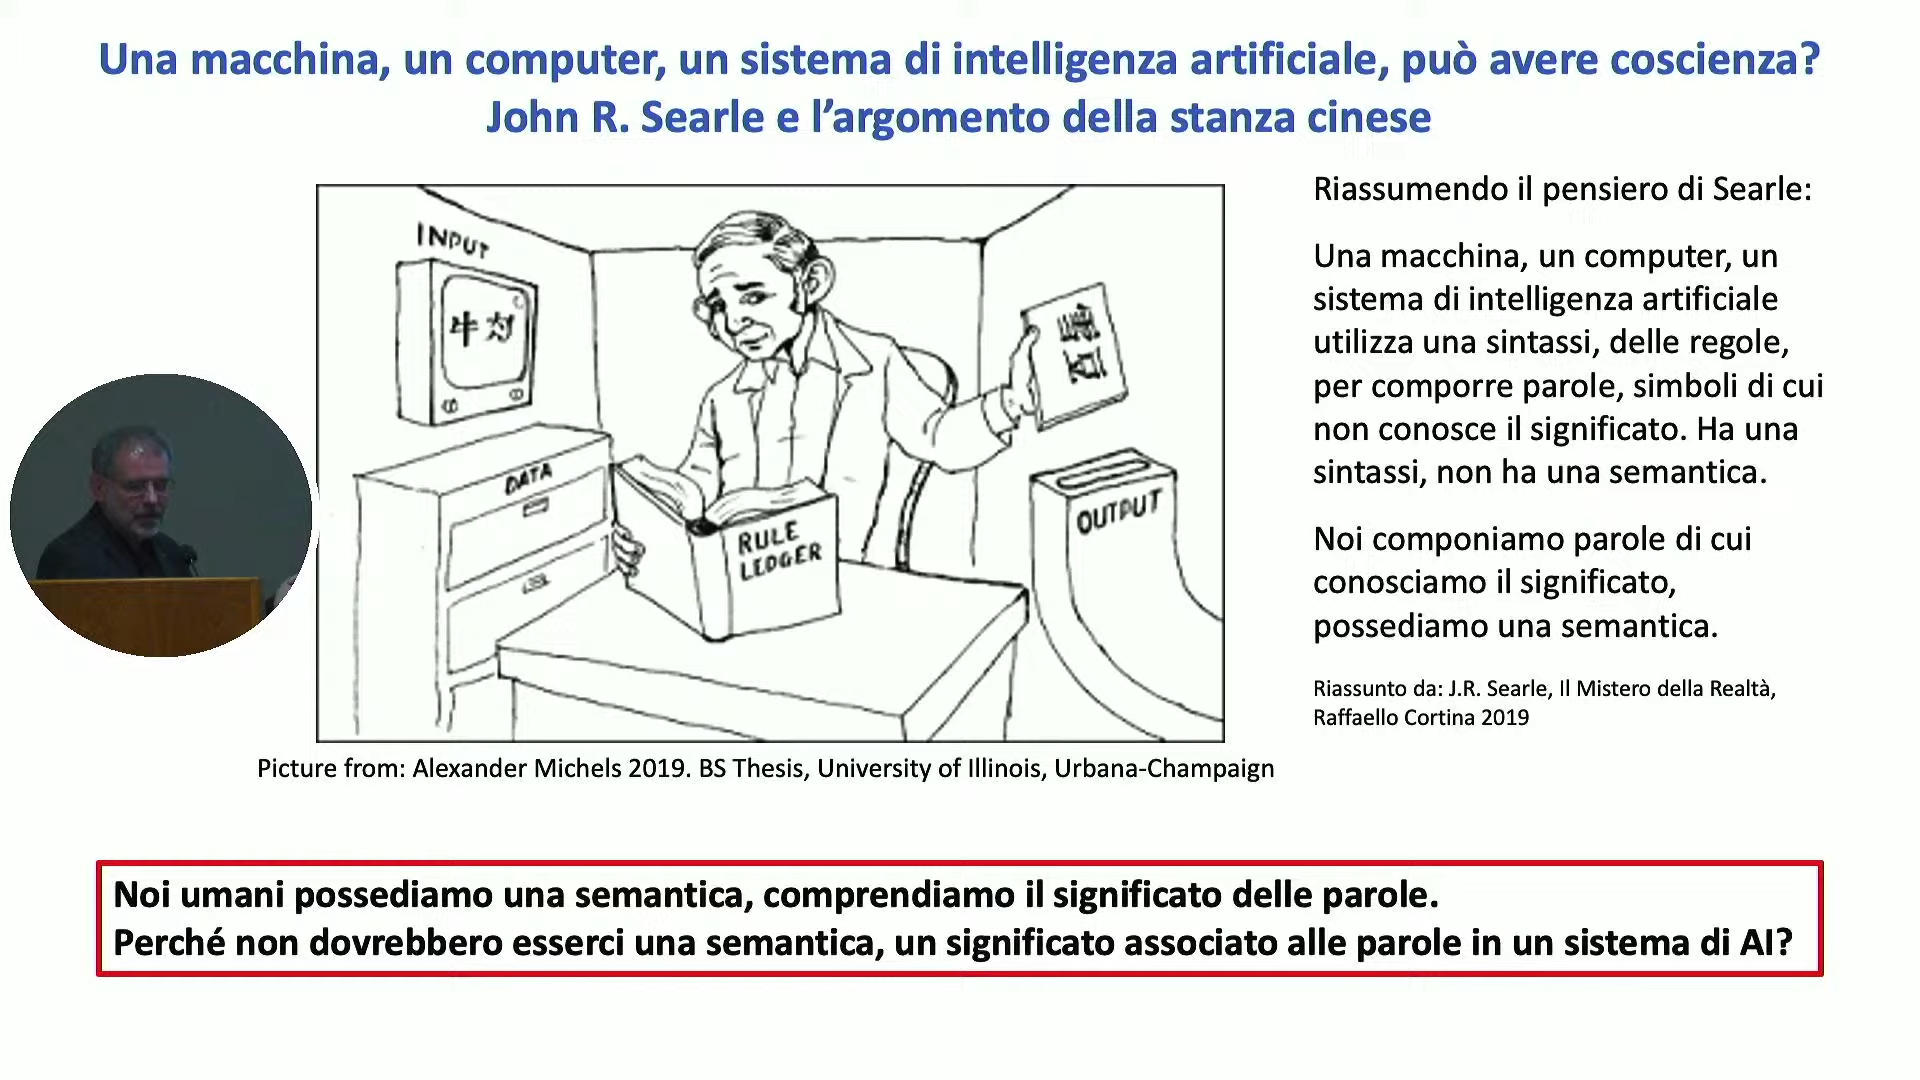 Una macchina, un computer, un sistema di intelligenza artificiale, può avere coscienza?
John R. Searle e l’argomento della stanza cinese
INPUT
DATA
RULE
LEDGER
OUTPUT
Riassumendo il pensiero di Searle:
Una macchina, un computer, un
sistema di intelligenza artificiale
utilizza una sintassi, delle regole,
per comporre parole, simboli di cui
non conosce il significato. Ha una
sintassi, non ha una semantica.
Noi componiamo parole di cui
conosciamo il significato,
possediamo una semantica.
Riassunto da: J.R. Searle, Il Mistero della Realtà,
Raffaello Cortina 2019
Picture from: Alexander Michels 2019. BS Thesis, University of Illinois, Urbana-Champaign
Noi umani possediamo una semantica, comprendiamo il significato delle parole.
Perché non dovrebbero esserci una semantica, un significato associato alle parole in un sistema di AI?